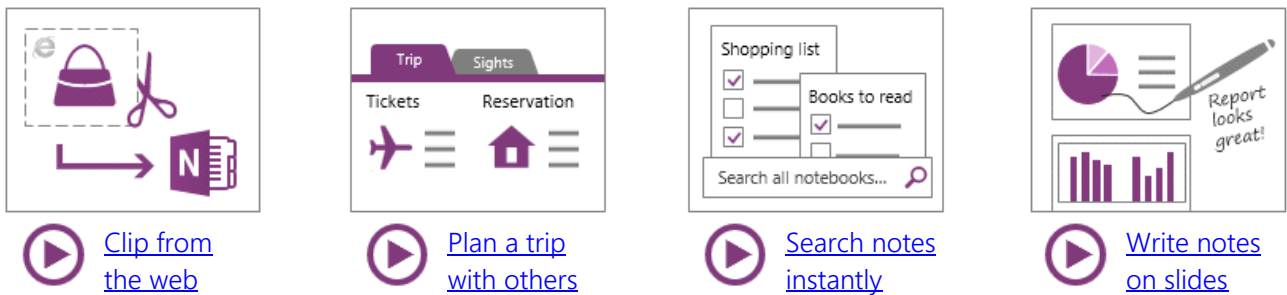 Trip
Sights
Tickets
Reservation
N
Shopping list
Books to read
Search all notebooks...
Report
looks
great!
Clip from
the web
Plan a trip
with others
Search notes
instantly
Write notes
on slides